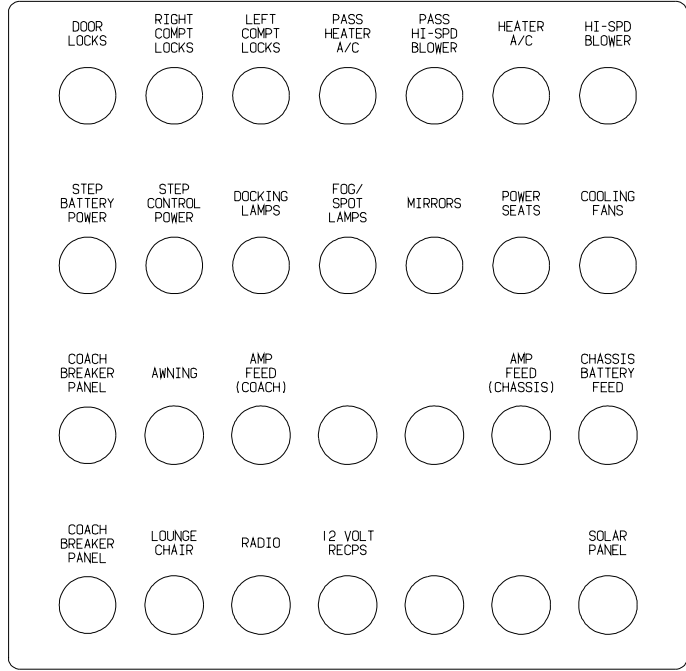 DOOR
LOCKS
RIGHT
COMPT
LOCKS
LEFT
COMPT
LOCKS
PASS
HEATER
A/C
PASS
HI-SPD
BLOWER
HEATER
A/C
HI-SPD
BLOWER
STEP
BATTERY
POWER
STEP
CONTROL
POWER
DOCKING
LAMPS
FOG/
SPOT
LAMPS
MIRRORS
POWER
SEATS
COOLING
FANS
COACH
BREAKER
PANEL
AWNING
AMP
FEED
(COACH)
AMP
FEED
(CHASSIS)
CHASSIS
BATTERY
FEED
COACH
BREAKER
PANEL
LOUNGE
CHAIR
RADIO
12 VOLT
RECPS
SOLAR
PANEL